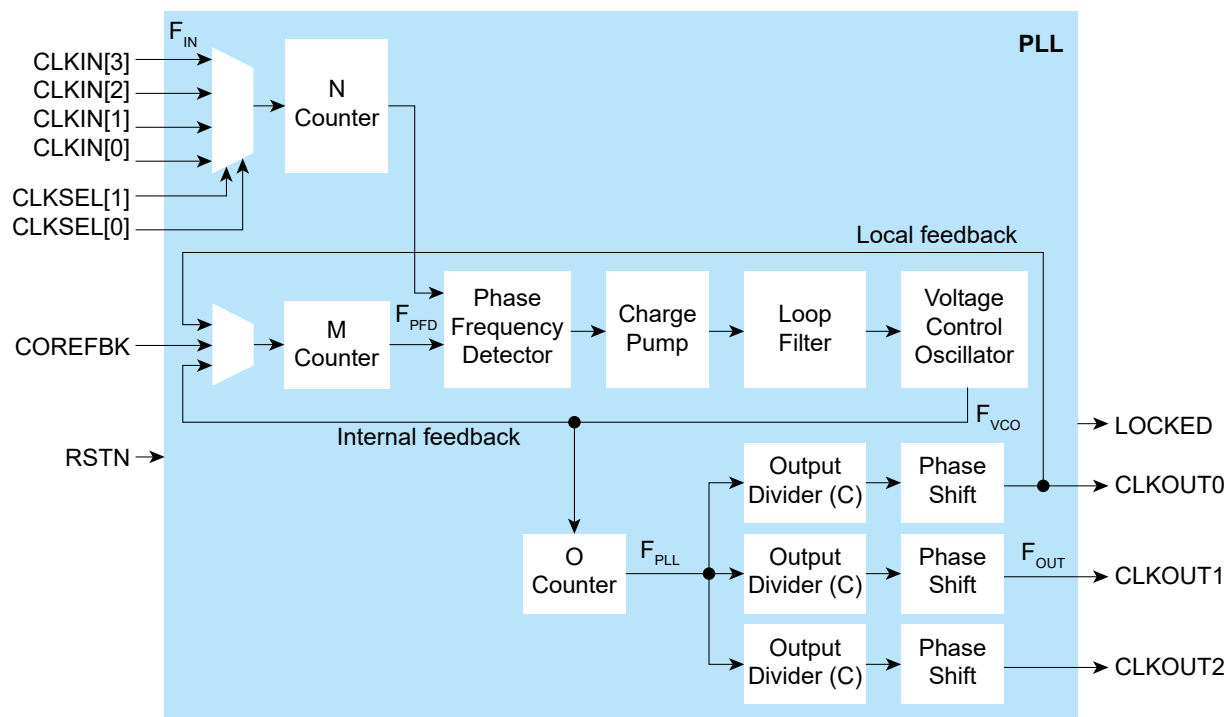 F_IN
PLL
CLKIN[3]
CLKIN[2]
CLKIN[1]
CLKIN[0]
CLKSEL[1]
CLKSEL[0]
N
Counter
Local feedback
COREFBK
M
Counter
F_PFD
Phase
Frequency
Detector
Charge
Pump
Loop
Filter
Voltage
Control
Oscillator
Internal feedback
F_VCO
RSTN
LOCKED
Output
Divider (C)
Phase
Shift
CLKOUT0
O
Counter
F_PLL
Output
Divider (C)
Phase
Shift
F_OUT
CLKOUT1
Output
Divider (C)
Phase
Shift
CLKOUT2